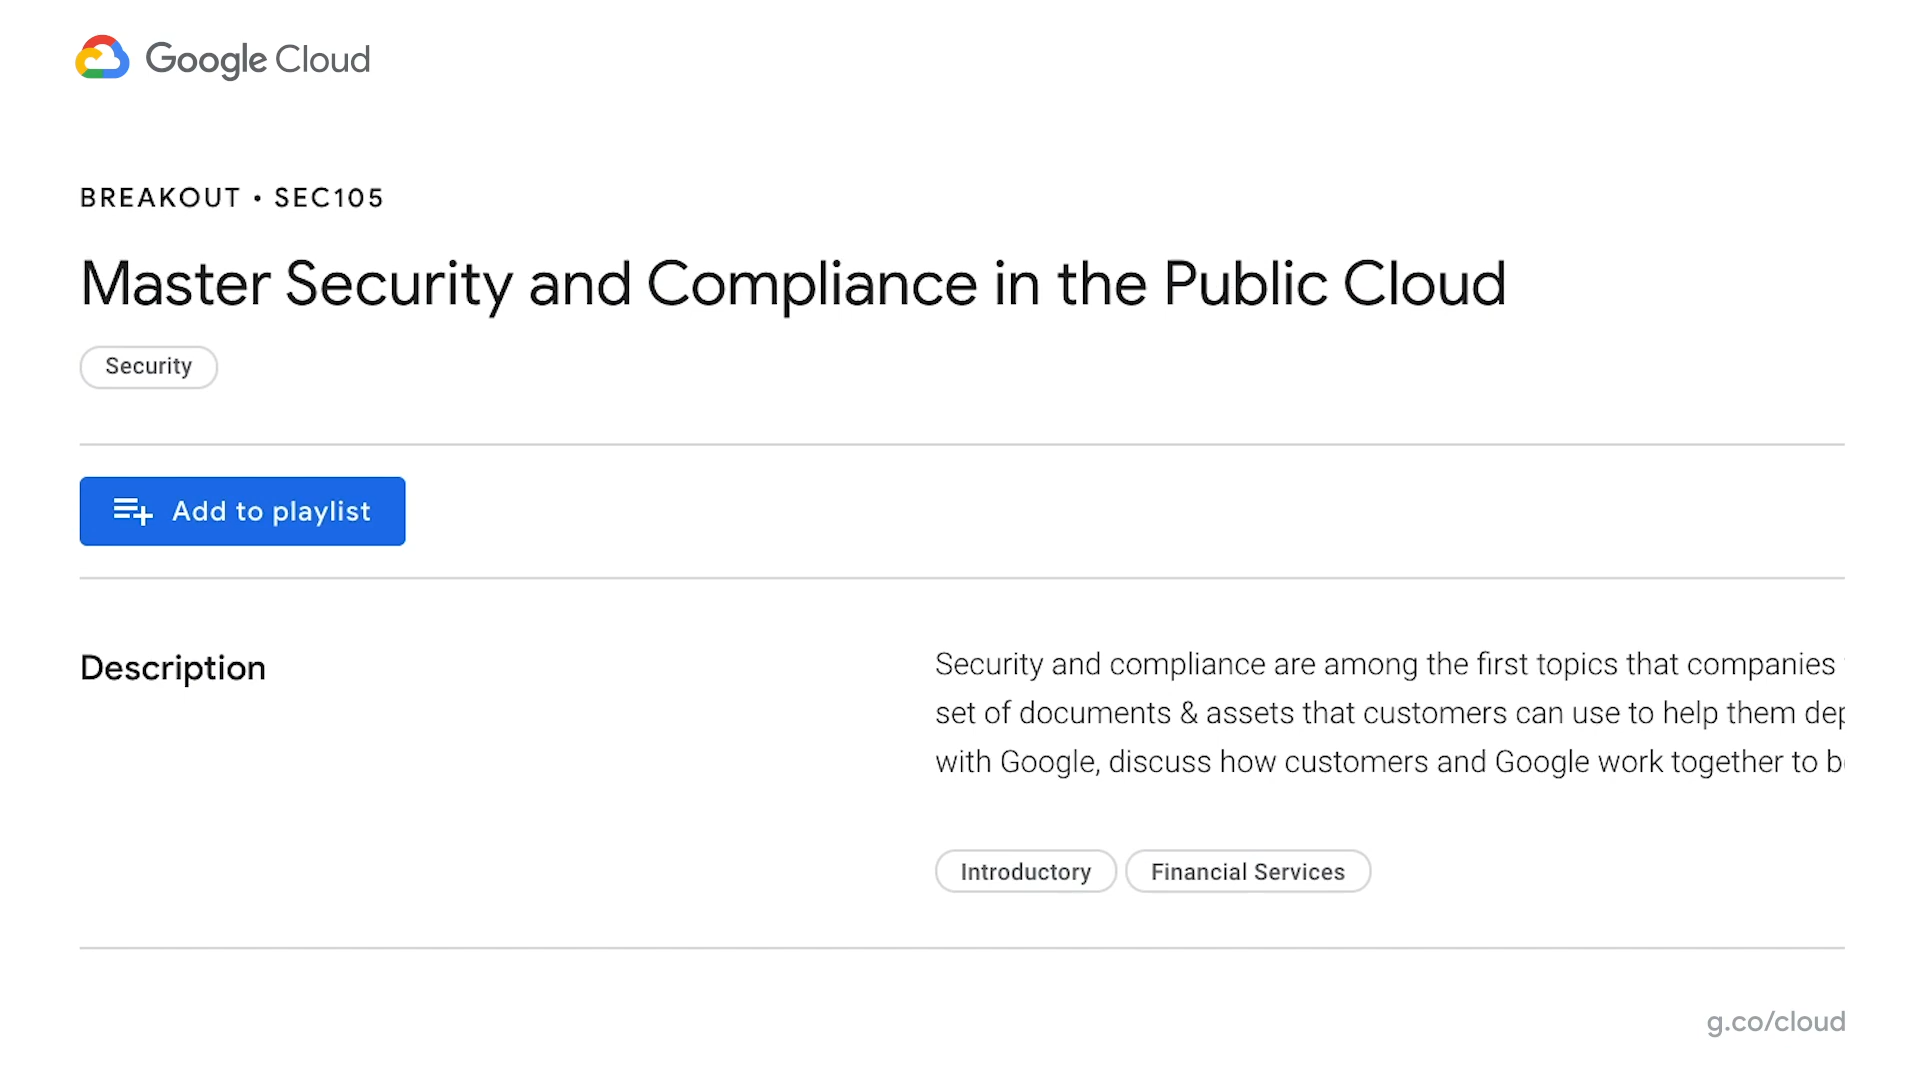 Google Cloud
BREAKOUT • SEC105
Master Security and Compliance in the Public Cloud
Security
Add to playlist
Description
Security and compliance are among the first topics that companies
set of documents & assets that customers can use to help them
with Google, discuss how customers and Google work together to
Introductory
Financial Services
g.co/cloud